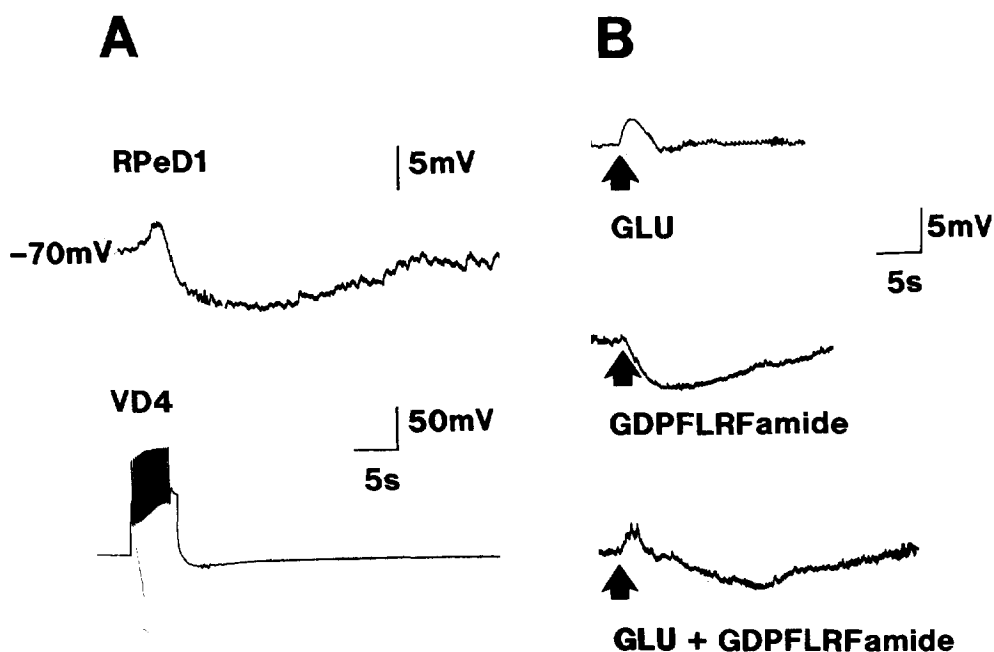 A
RPeD1
5mV
−70mV
VD4
50mV
5s
B
GLU
5mV
5s
GDPFLRFamide
GLU + GDPFLRFamide